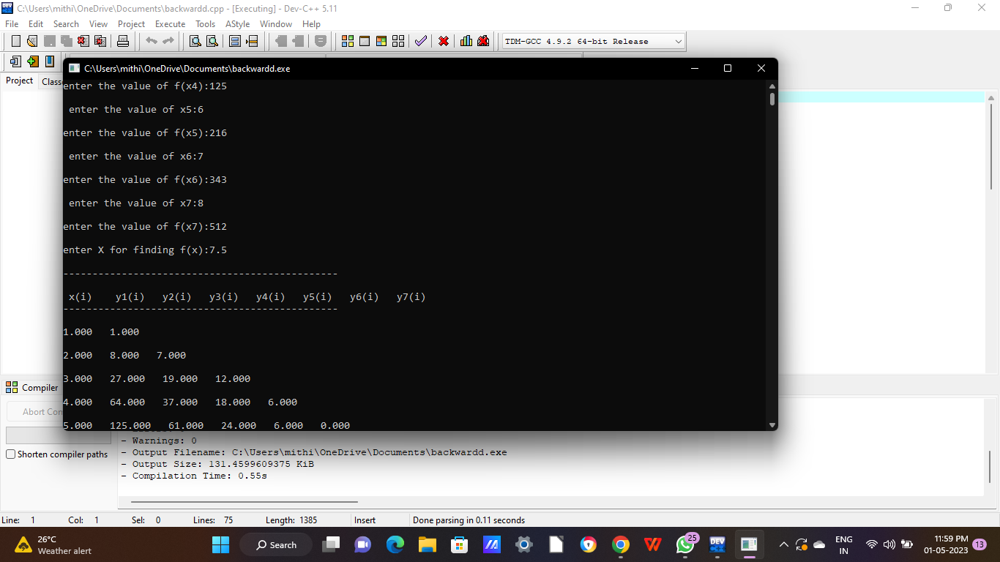 C:\Users\mithi\OneDrive\Documents\backwardd.cpp - [Executing] - Dev-C++ 5.11
File Edit Search View Project Execute Tools AStyle Window Help
TDM-GCC 4.9.2 64-bit Release
Project
C:\Users\mithi\OneDrive\Documents\backwardd.exe
enter the value of f(x4):125
enter the value of x5:6
enter the value of f(x5):216
enter the value of x6:7
enter the value of f(x6):343
enter the value of x7:8
enter the value of f(x7):512
enter X for finding f(x):7.5
-----------------------------------------------
x(i) y1(i) y2(i) y3(i) y4(i) y5(i) y6(i) y7(i)
-----------------------------------------------
1.000 1.000
2.000 8.000 7.000
3.000 27.000 19.000 12.000
4.000 64.000 37.000 18.000 6.000
5.000 125.000 61.000 24.000 6.000 0.000
Compiler
Abort Con
Shorten compiler paths
- Warnings: 0
- Output Filename: C:\Users\mithi\OneDrive\Documents\backwardd.exe
- Output Size: 131.4599609375 KiB
- Compilation Time: 0.55s
Line: 1 Col: 1 Sel: 0 Lines: 75 Length: 1385 Insert Done parsing in 0.11 seconds
26°C
Weather alert
Search
25
DEV
ENG
IN
11:59 PM
01-05-2023
13